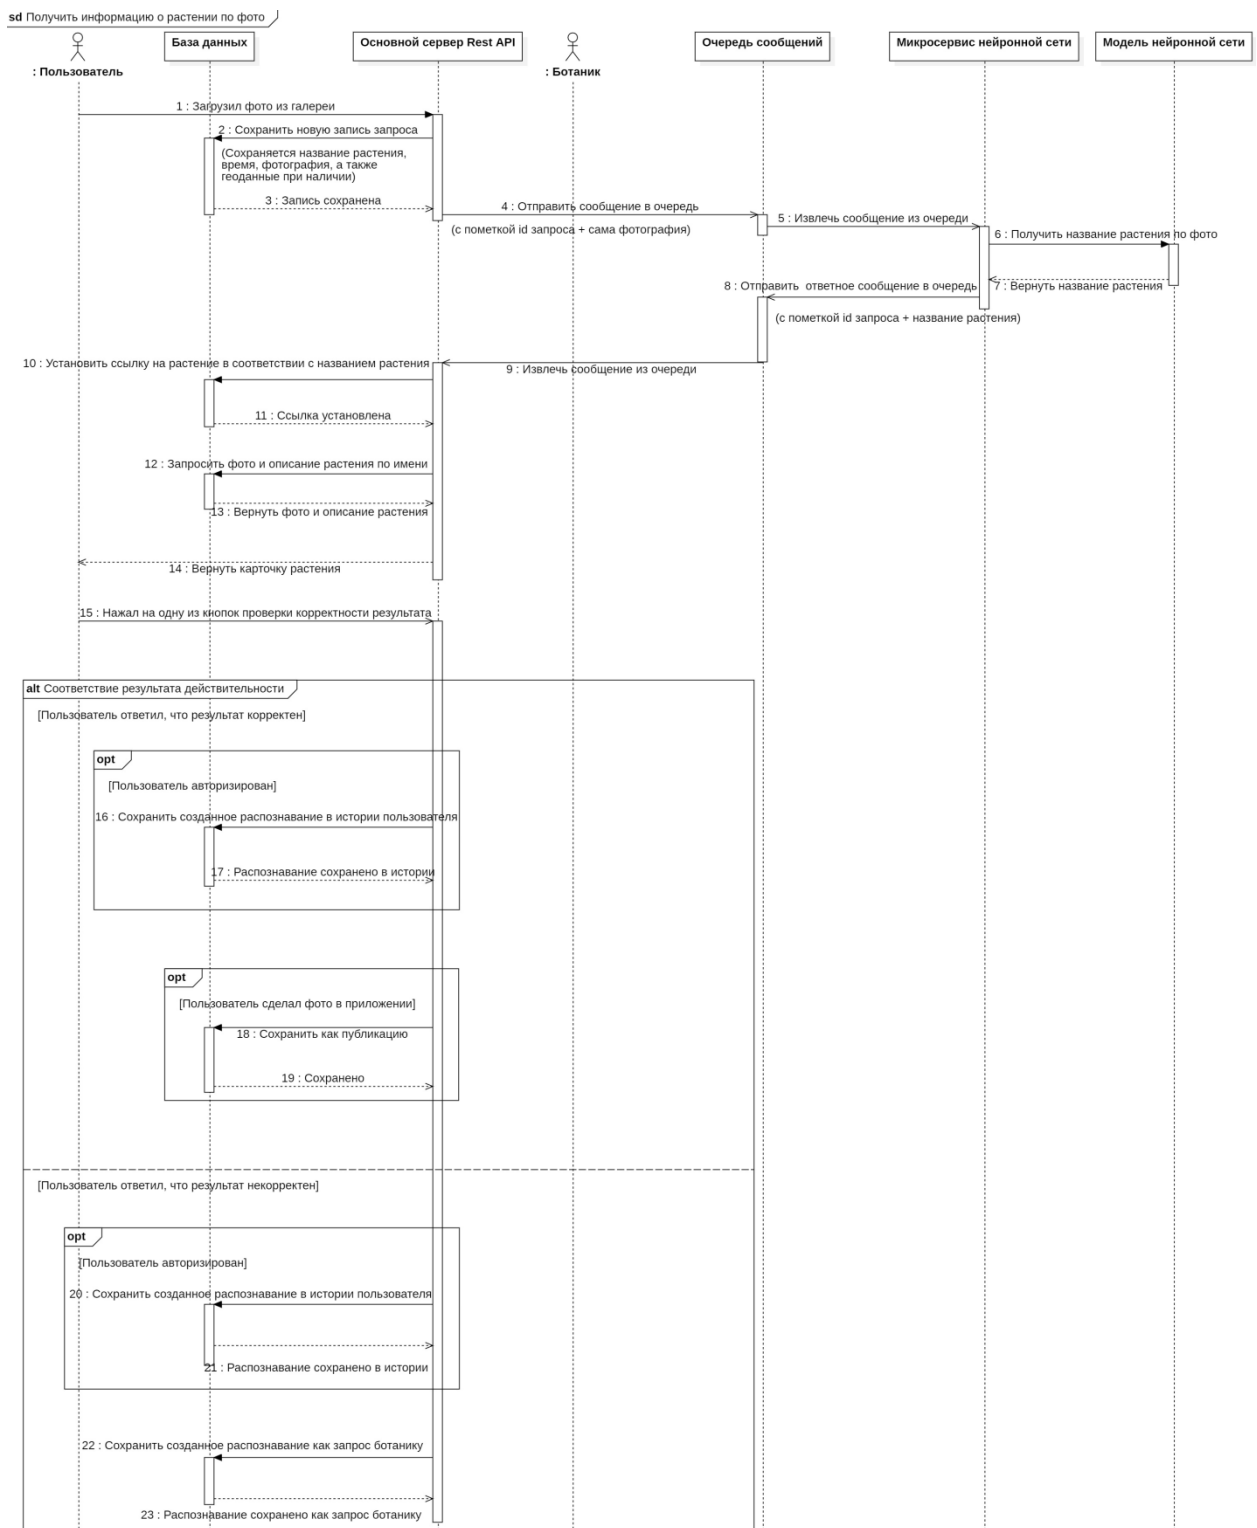 sd Получить информацию о растении по фото
: Пользователь
База данных
Основной сервер Rest API
: Ботаник
Очередь сообщений
Микросервис нейронной сети
Модель нейронной сети
1 : Загрузил фото из галереи
2 : Сохранить новую запись запроса
(Сохраняется название растения,
время, фотография, а также
геоданные при наличии)
3 : Запись сохранена
4 : Отправить сообщение в очередь
(с пометкой id запроса + сама фотография)
5 : Извлечь сообщение из очереди
6 : Получить название растения по фото
7 : Вернуть название растения
8 : Отправить ответное сообщение в очередь
(с пометкой id запроса + название растения)
9 : Извлечь сообщение из очереди
10 : Установить ссылку на растение в соответствии с названием растения
11 : Ссылка установлена
12 : Запросить фото и описание растения по имени
13 : Вернуть фото и описание растения
14 : Вернуть карточку растения
15 : Нажал на одну из кнопок проверки корректности результата
alt Соответствие результата действительности
[Пользователь ответил, что результат корректен]
opt
[Пользователь авторизирован]
16 : Сохранить созданное распознавание в истории пользователя
17 : Распознавание сохранено в истории
opt
[Пользователь сделал фото в приложении]
18 : Сохранить как публикацию
19 : Сохранено
[Пользователь ответил, что результат некорректен]
opt
[Пользователь авторизирован]
20 : Сохранить созданное распознавание в истории пользователя
21 : Распознавание сохранено в истории
22 : Сохранить созданное распознавание как запрос ботанику
23 : Распознавание сохранено как запрос ботанику